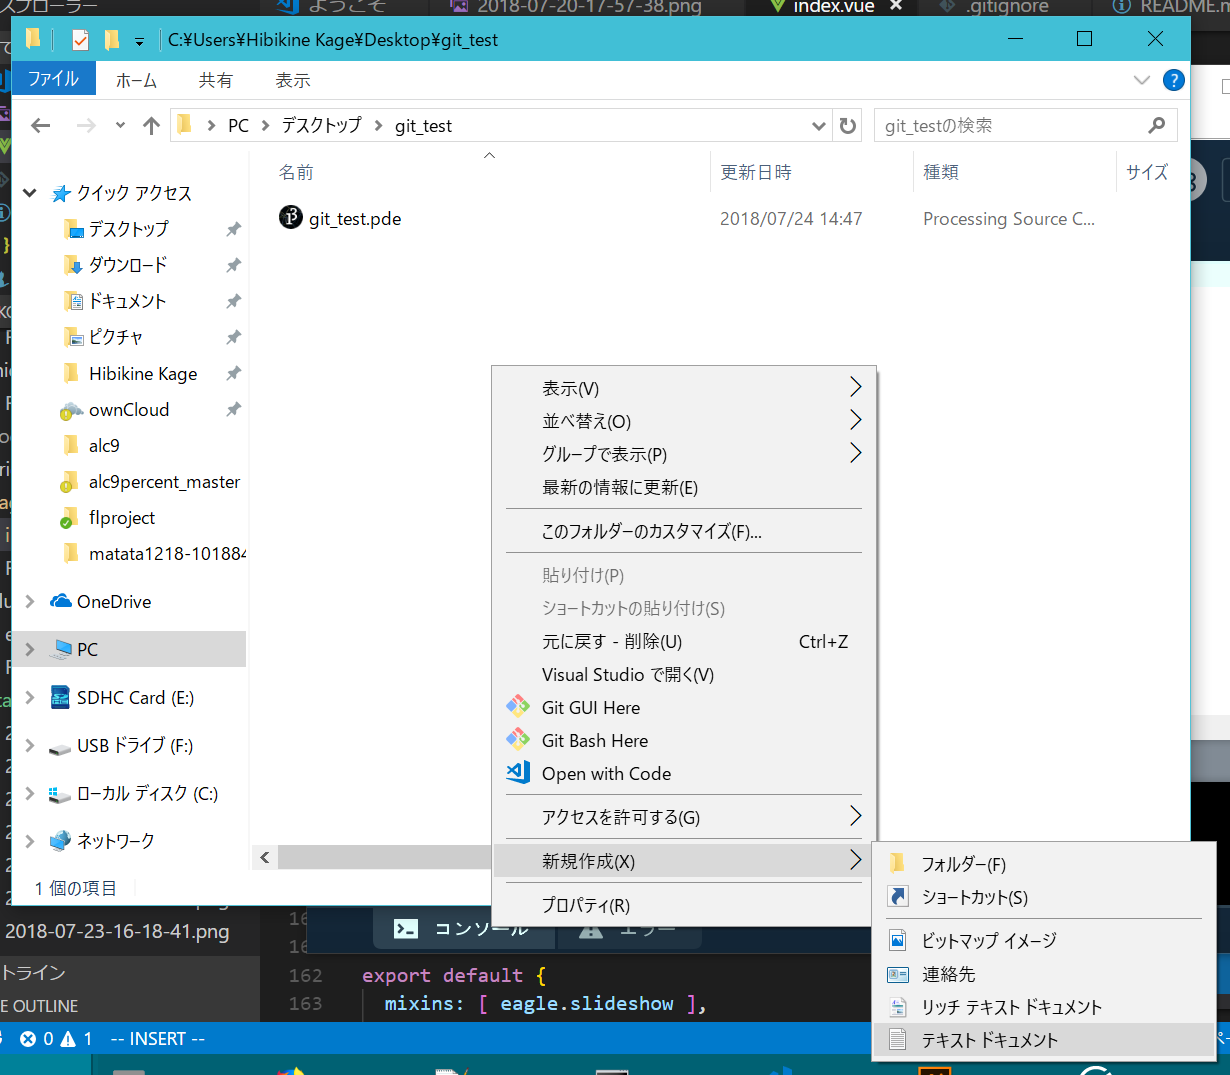 スプローラー
ようこそ
2018-07-20-17-57-38.png
index.vue
.gitignore
README.m
C:¥Users¥Hibikine Kage¥Desktop¥git_test
ファイル
ホーム
共有
表示
PC
デスクトップ
git_test
git_testの検索
名前
更新日時
種類
サイズ
git_test.pde
2018/07/24 14:47
Processing Source C...
クイック アクセス
デスクトップ
ダウンロード
ドキュメント
ピクチャ
Hibikine Kage
ownCloud
alc9
alc9percent_master
flproject
matata1218-101884
OneDrive
PC
SDHC Card (E:)
USB ドライブ (F:)
ローカル ディスク (C:)
ネットワーク
1 個の項目
表示(V)
並べ替え(O)
グループで表示(P)
最新の情報に更新(E)
このフォルダーのカスタマイズ(F)...
貼り付け(P)
ショートカットの貼り付け(S)
元に戻す - 削除(U) Ctrl+Z
Visual Studio で開く(V)
Git GUI Here
Git Bash Here
Open with Code
アクセスを許可する(G)
新規作成(X)
プロパティ(R)
フォルダー(F)
ショートカット(S)
ビットマップ イメージ
連絡先
リッチ テキスト ドキュメント
テキスト ドキュメント
2018-07-23-16-18-41.png
トライン
E OUTLINE
コンソール
エラー
162 export default {
163 mixins: [ eagle.slideshow ],
0 1 -- INSERT --